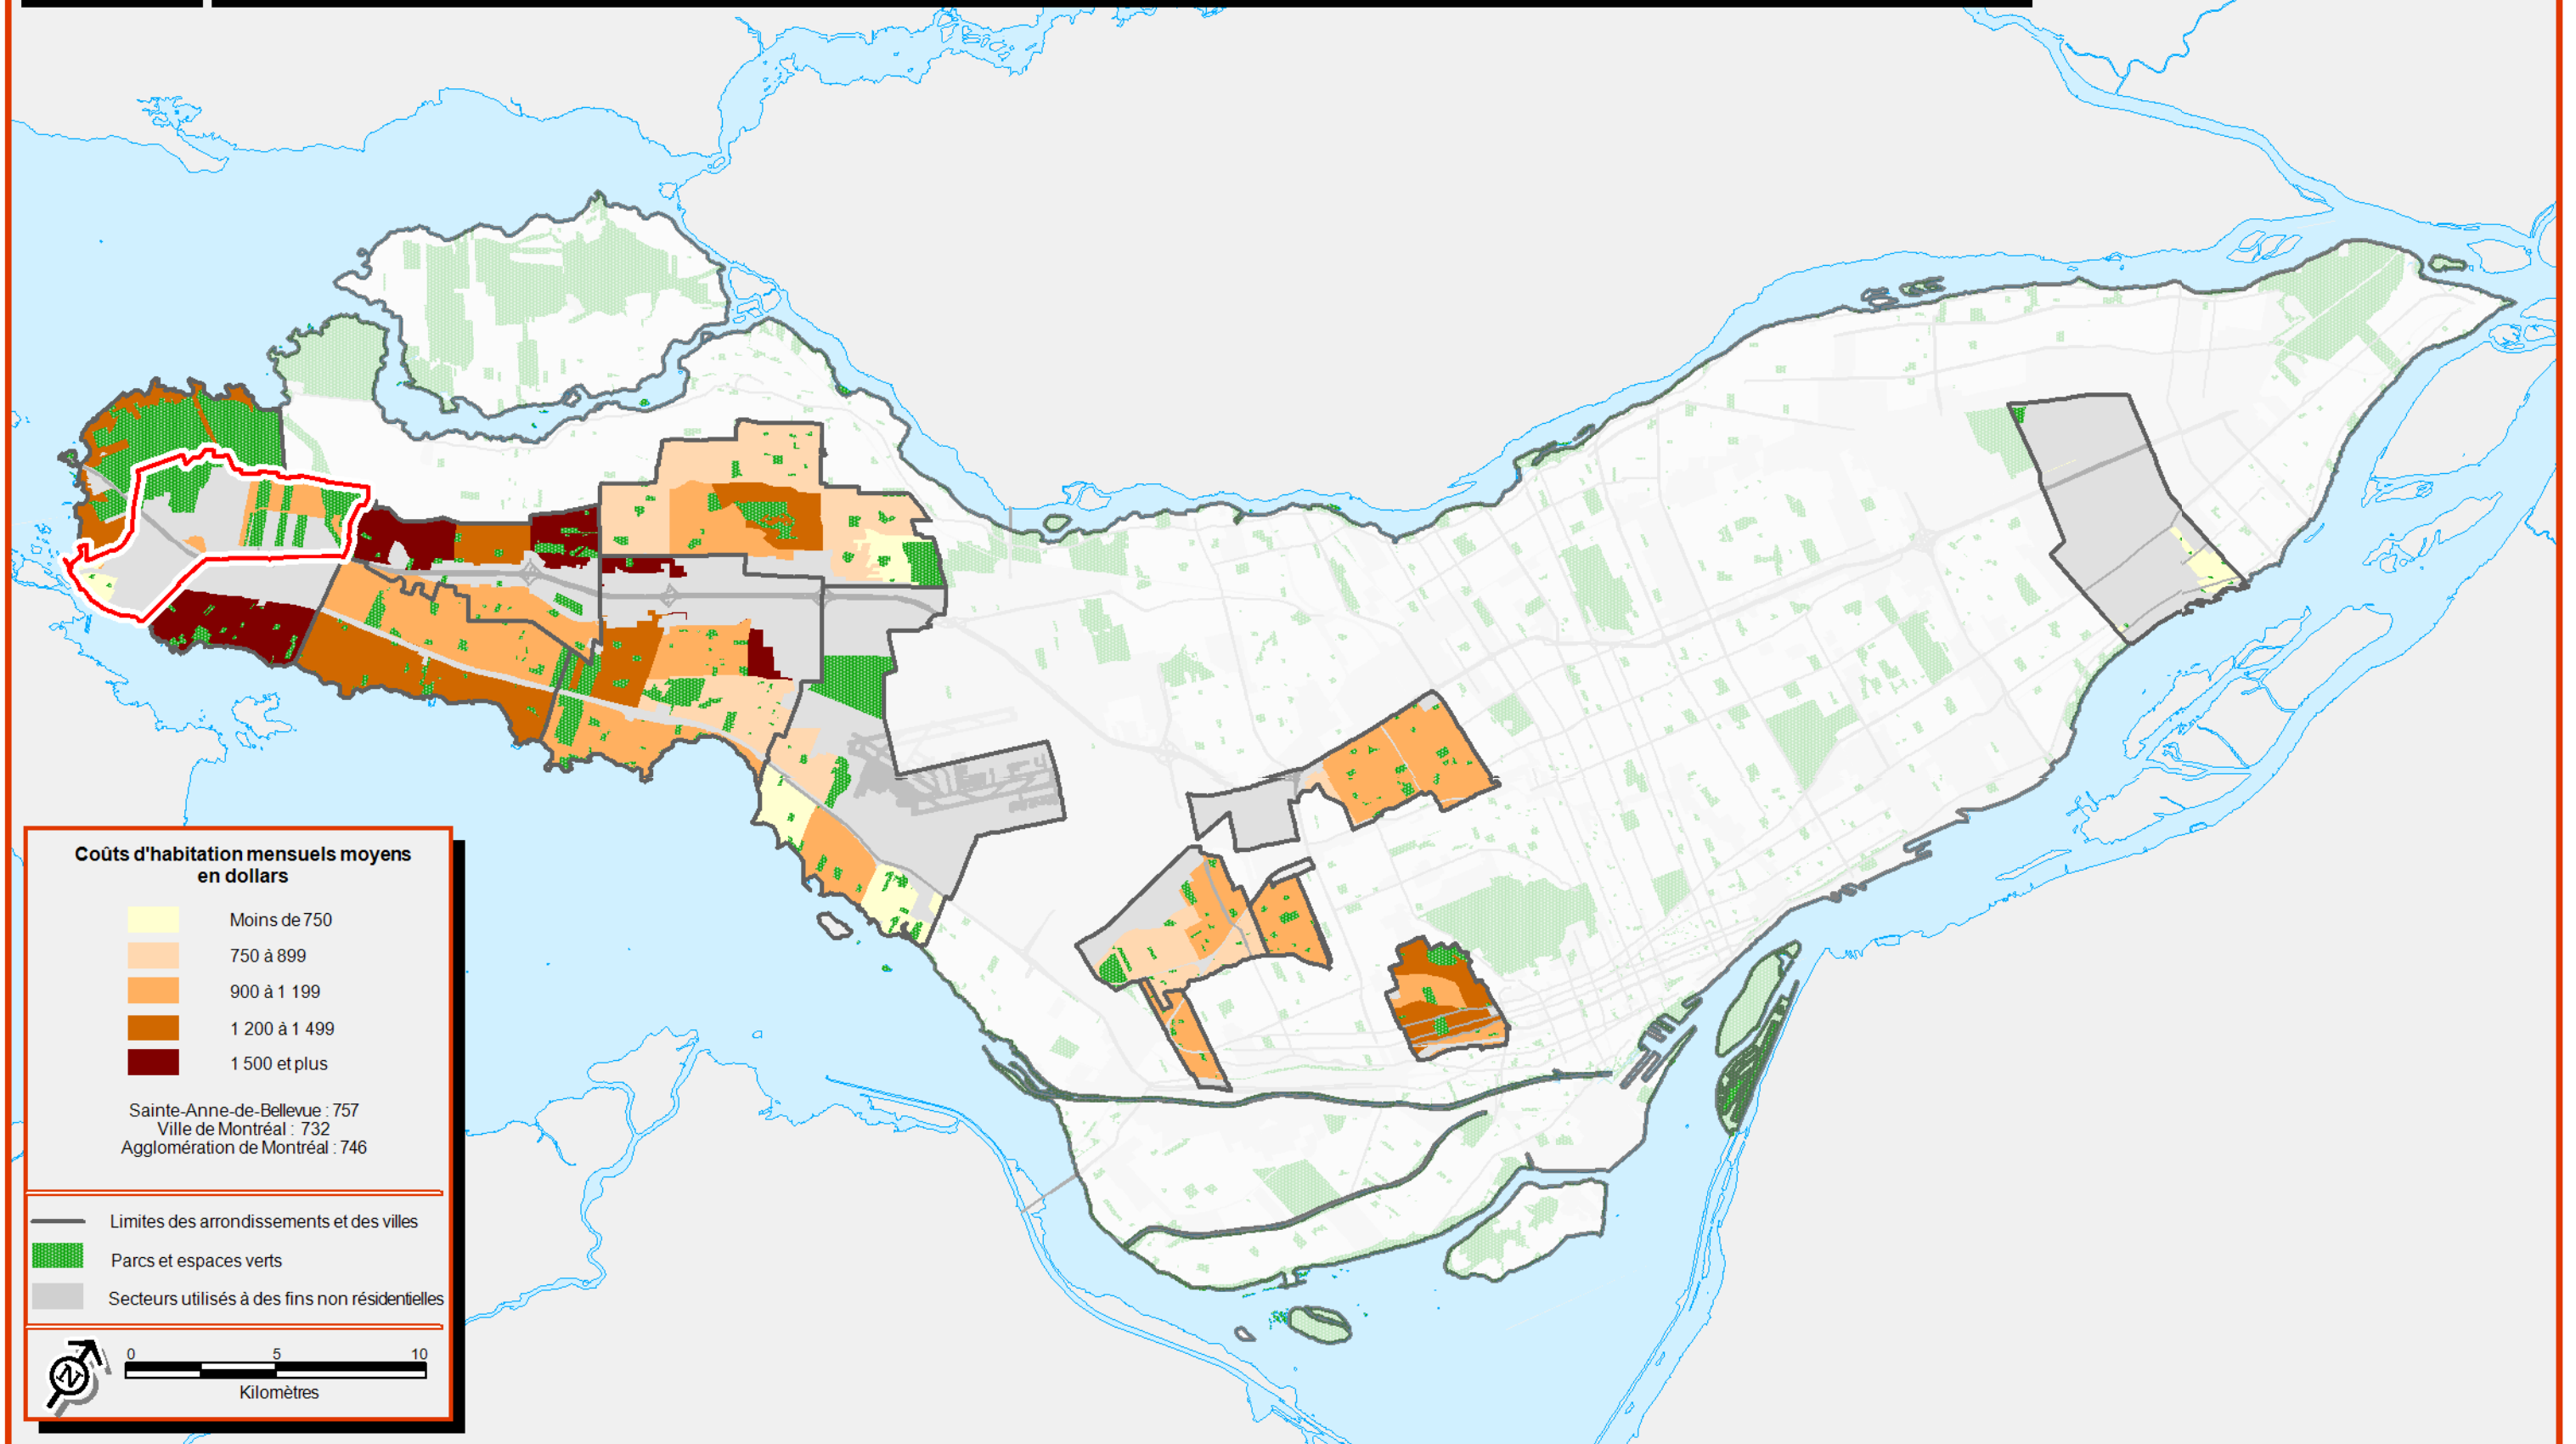 Coûts d'habitation mensuels moyens
en dollars
Moins de 750
750 à 899
900 à 1 199
1 200 à 1 499
1 500 et plus
Sainte-Anne-de-Bellevue : 757
Ville de Montréal : 732
Agglomération de Montréal : 746
Limites des arrondissements et des villes
Parcs et espaces verts
Secteurs utilisés à des fins non résidentielles
N
0 5 10
Kilomètres